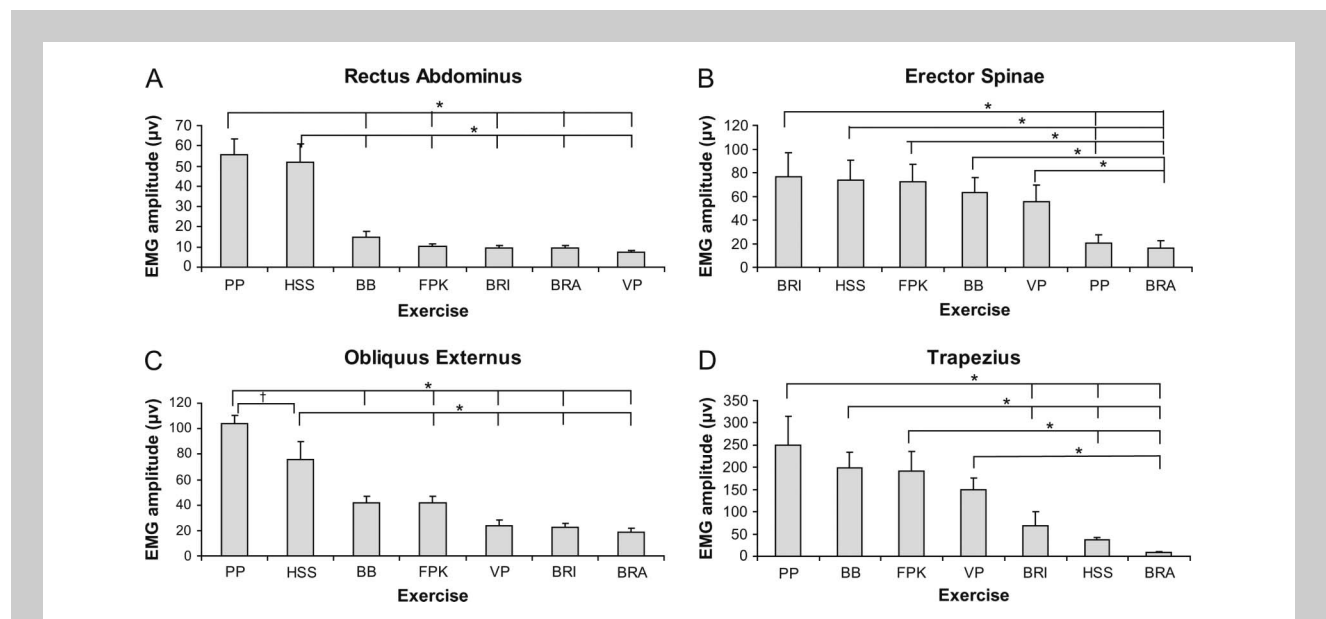 A
Rectus Abdominus
*
*
EMG amplitude (μv)
70
60
50
40
30
20
10
0
PP HSS BB FPK BRI BRA VP
Exercise
B
Erector Spinae
*
*
*
*
*
EMG amplitude (μv)
120
100
80
60
40
20
0
BRI HSS FPK BB VP PP BRA
Exercise
C
Obliquus Externus
*
†
*
EMG amplitude (μv)
120
100
80
60
40
20
0
PP HSS BB FPK VP BRI BRA
Exercise
D
Trapezius
*
*
*
*
EMG amplitude (μv)
350
300
250
200
150
100
50
0
PP BB FPK VP BRI HSS BRA
Exercise